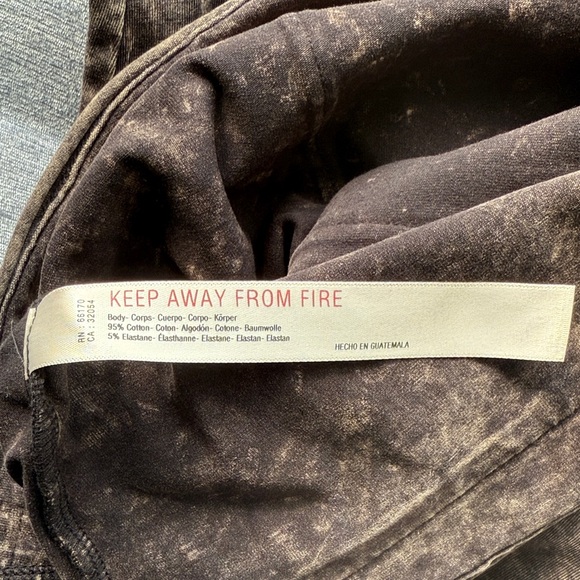 RN : 66170
CA : 32054
KEEP AWAY FROM FIRE
Body- Corps- Cuerpo- Corpo- Körper
95% Cotton- Coton- Algodón- Cotone- Baumwolle
5% Elastane- Élasthanne- Elastane- Elastan- Elastan
HECHO EN GUATEMALA